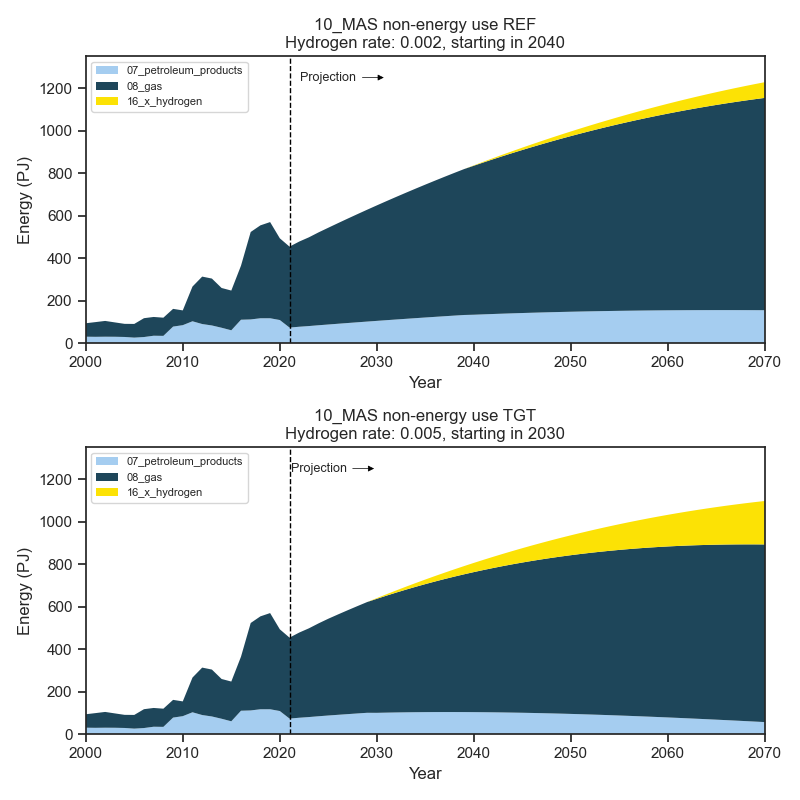 10_MAS non-energy use REF
Hydrogen rate: 0.002, starting in 2040
07_petroleum_products
08_gas
16_x_hydrogen
Projection
Energy (PJ)
1200
1000
800
600
400
200
0
2000 2010 2020 2030 2040 2050 2060 2070
Year
10_MAS non-energy use TGT
Hydrogen rate: 0.005, starting in 2030
07_petroleum_products
08_gas
16_x_hydrogen
Projection
Energy (PJ)
1200
1000
800
600
400
200
0
2000 2010 2020 2030 2040 2050 2060 2070
Year